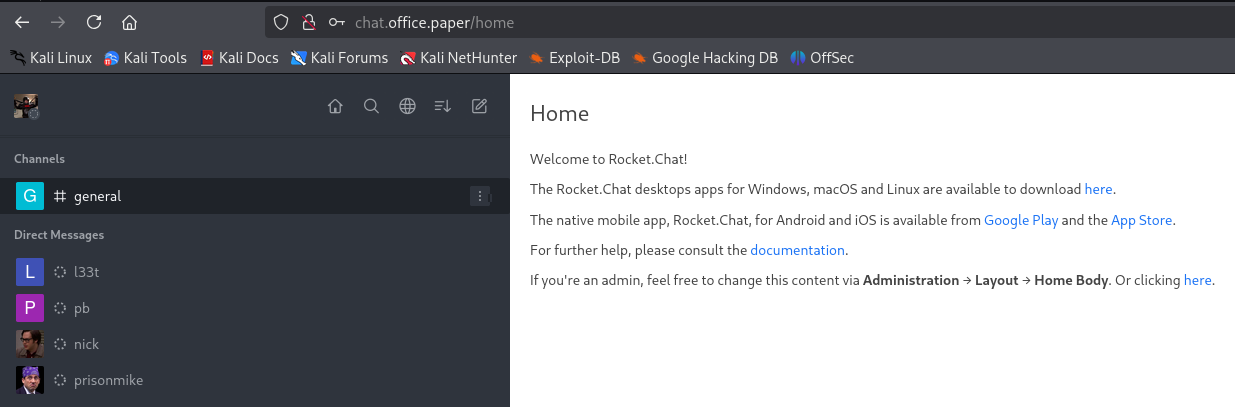 chat.office.paper/home
Kali Linux Kali Tools Kali Docs Kali Forums Kali NetHunter Exploit-DB Google Hacking DB OffSec
Channels
G general
Direct Messages
L l33t
P pb
nick
prisonmike
Home
Welcome to Rocket.Chat!
The Rocket.Chat desktops apps for Windows, macOS and Linux are available to download here.
The native mobile app, Rocket.Chat, for Android and iOS is available from Google Play and the App Store.
For further help, please consult the documentation.
If you're an admin, feel free to change this content via Administration → Layout → Home Body. Or clicking here.